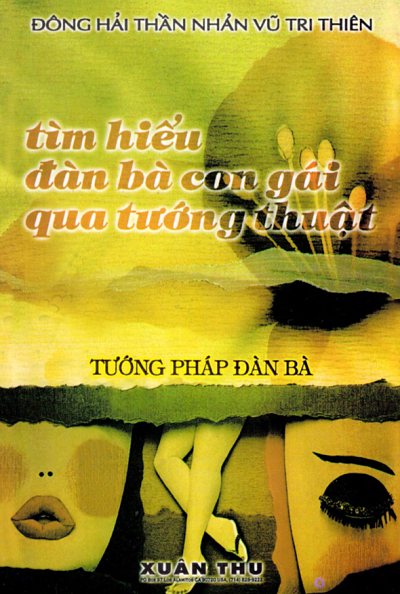 ĐÔNG HẢI THẦN NHÃN VŨ TRI THIÊN
tìm hiểu
đàn bà con gái
qua tướng thuật
TƯỚNG PHÁP ĐÀN BÀ
XUÂN THU